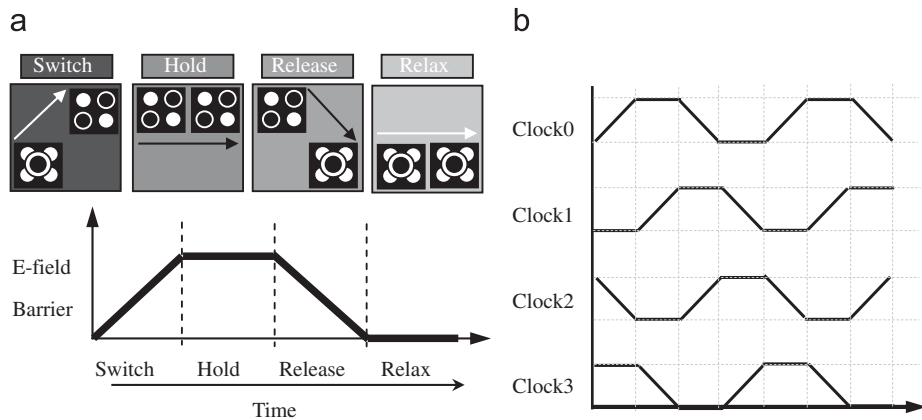 a
Switch Hold Release Relax
E-field
Barrier
Switch Hold Release Relax
Time
b
Clock0
Clock1
Clock2
Clock3